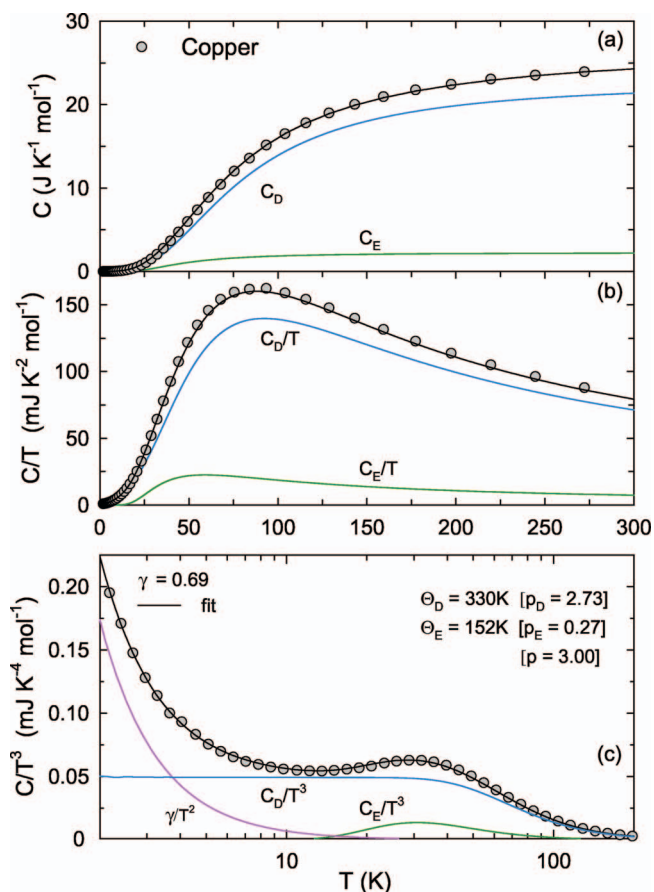 30
Copper
(a)
C (J K⁻¹ mol⁻¹)
20
10
0
C_D
C_E
(b)
C/T (mJ K⁻² mol⁻¹)
150
100
50
0
C_D/T
C_E/T
0 50 100 150 200 250 300
C/T³ (mJ K⁻⁴ mol⁻¹)
0.20
0.15
0.10
0.05
0
γ = 0.69
fit
Θ_D = 330K [p_D = 2.73]
Θ_E = 152K [p_E = 0.27]
[p = 3.00]
(c)
C_D/T³
γ/T²
C_E/T³
10 100
T (K)